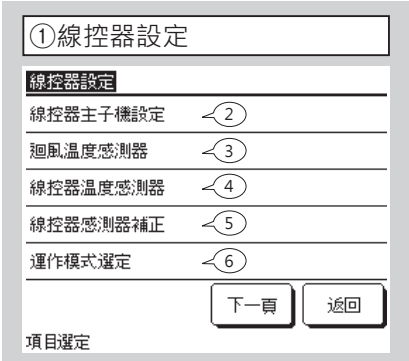 ①線控器設定
線控器設定
線控器主子機設定 2
廻風温度感測器 3
線控器温度感測器 4
線控器感測器補正 5
運作模式選定 6
下一頁 返回
項目選定